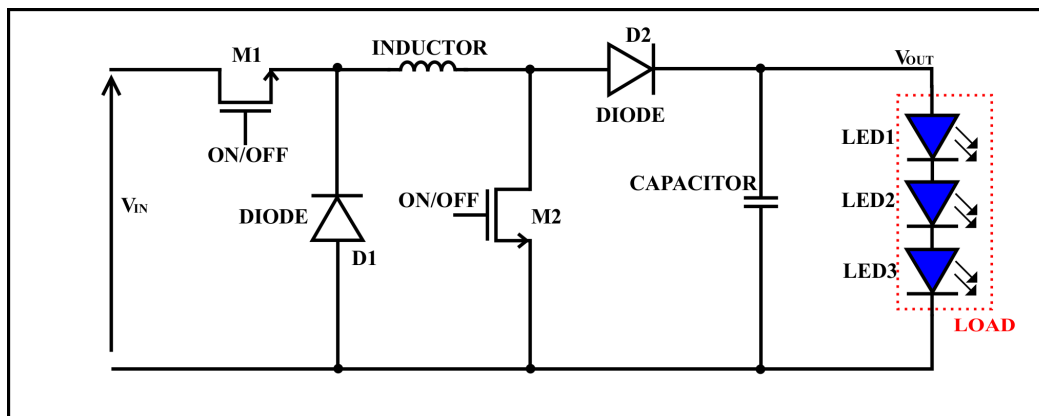 D2
INDUCTOR
M1
VOUT
DIODE
LED1
ON/OFF
CAPACITOR
ON/OFF
LED2
VIN
DIODE
M2
D1
LED3
LOAD